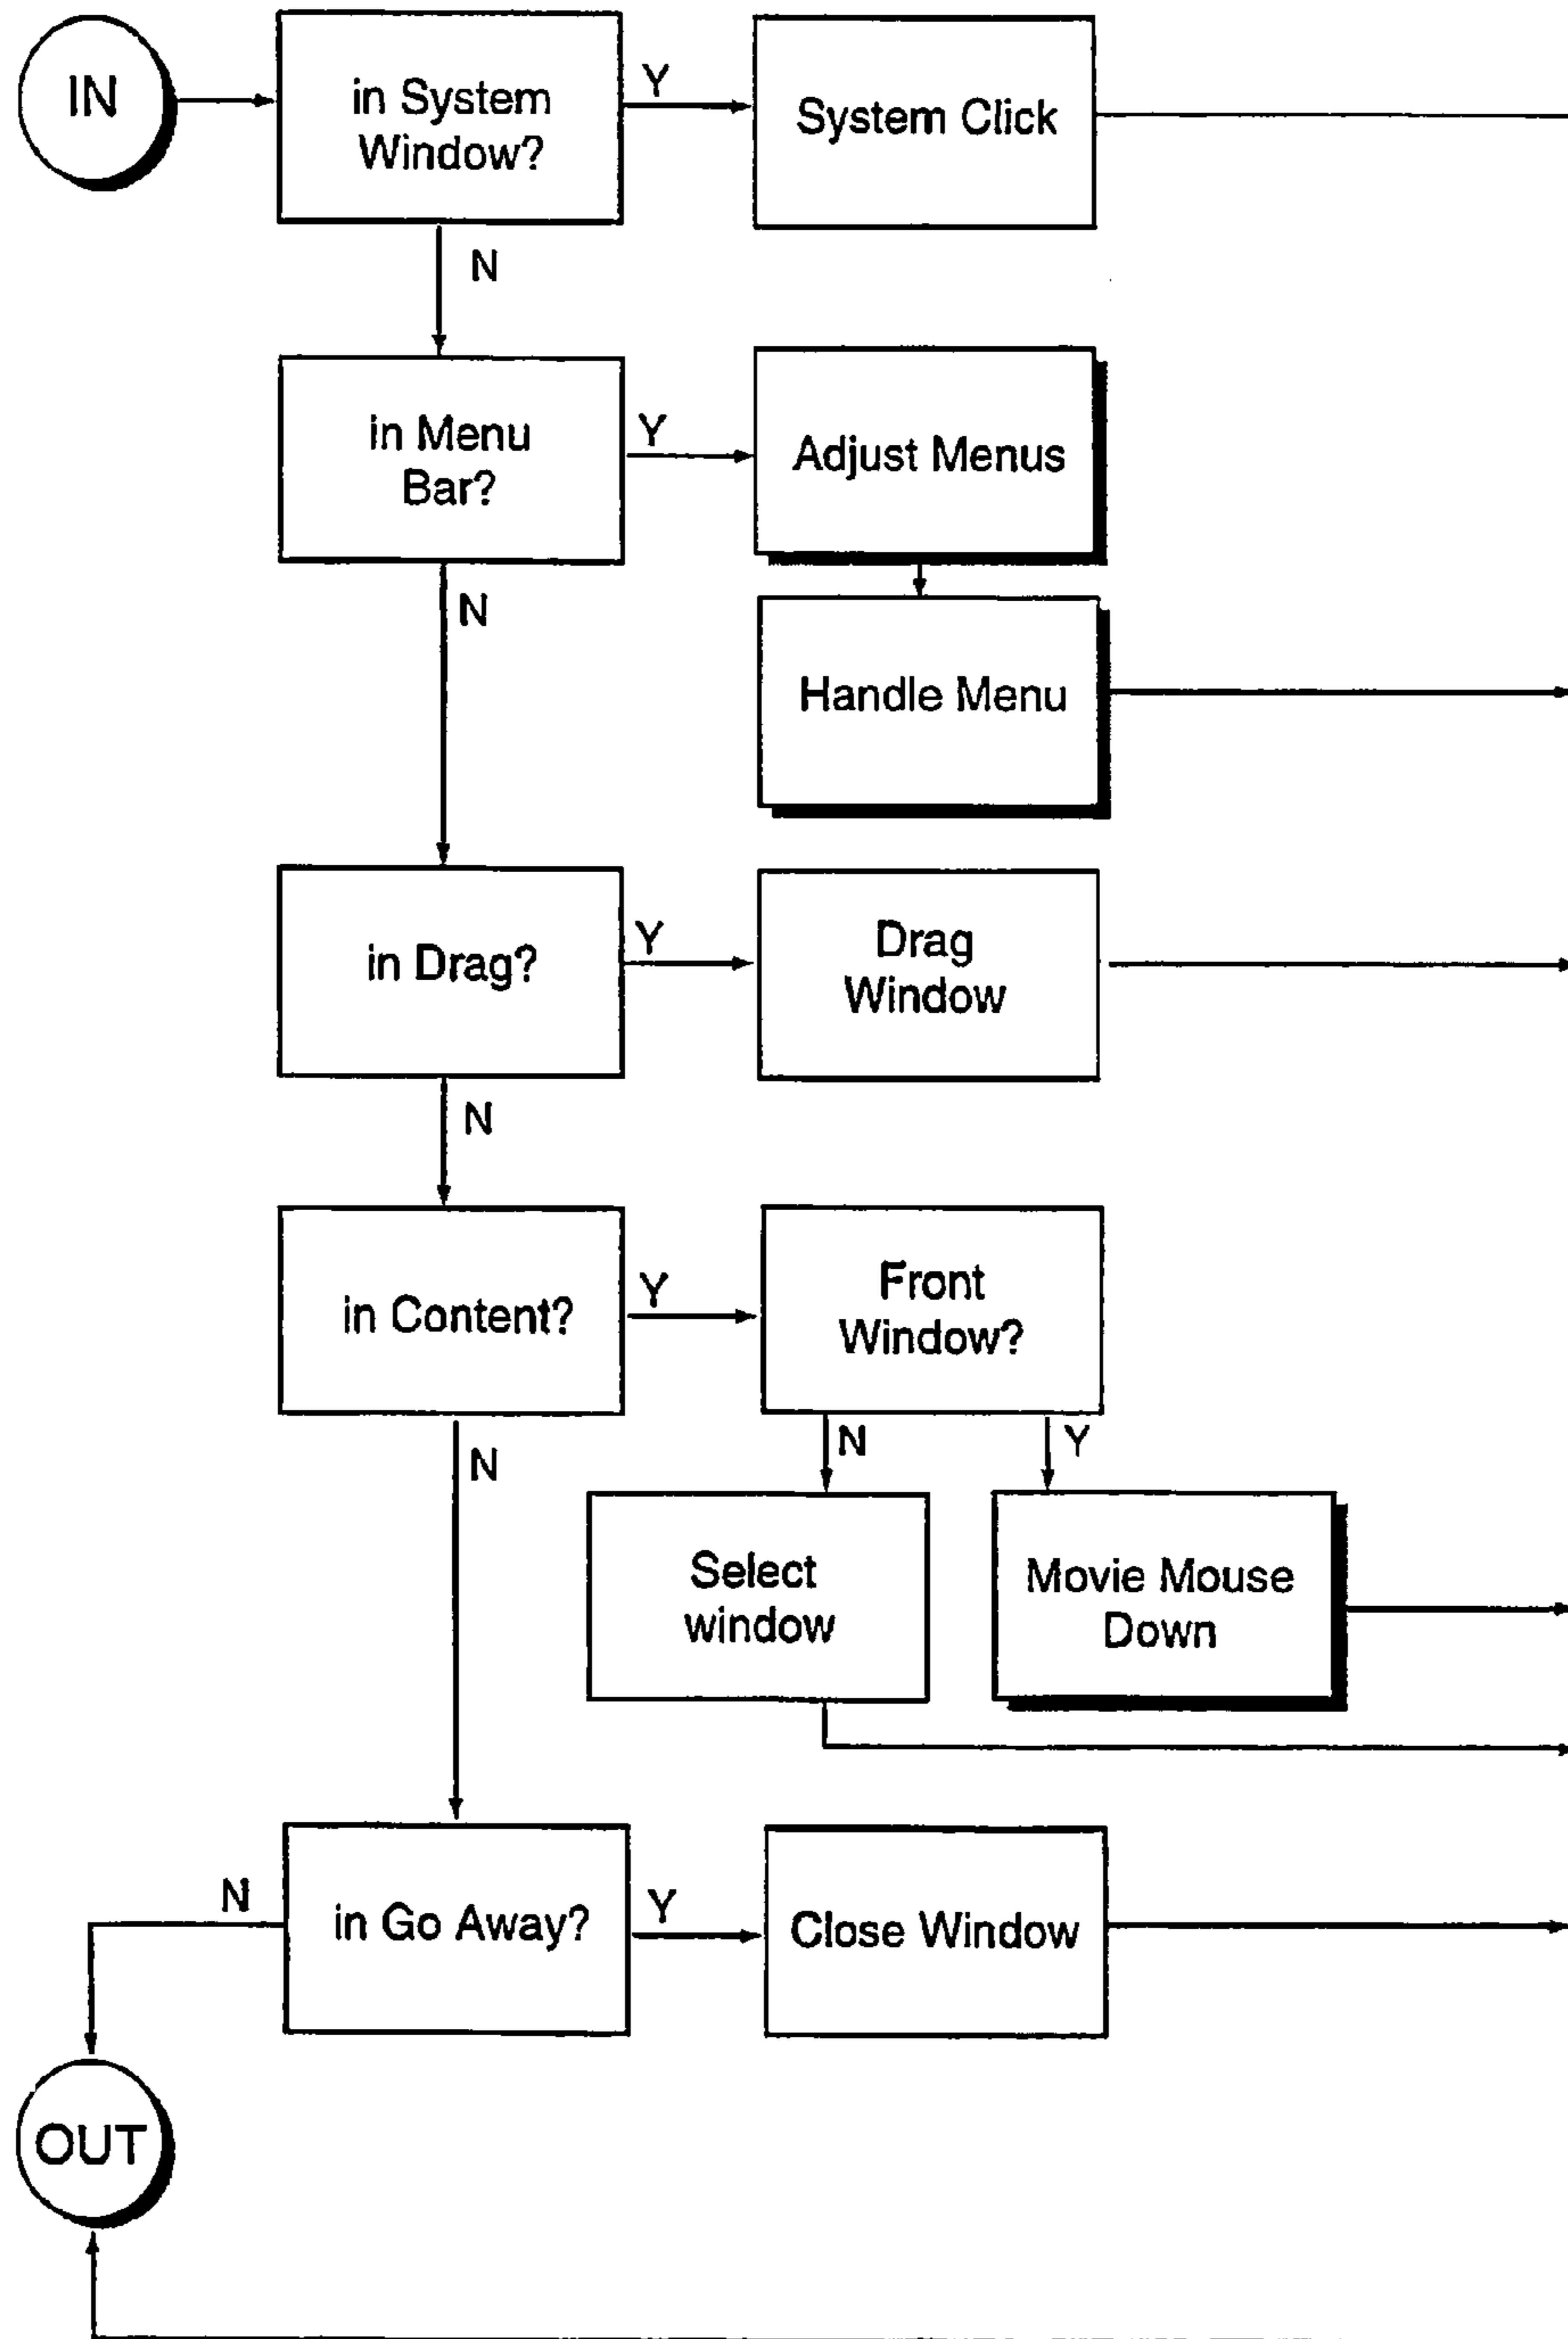 IN
in System
Window?
Y
System Click
N
in Menu
Bar?
Y
Adjust Menus
N
Handle Menu
in Drag?
Y
Drag
Window
N
in Content?
Y
Front
Window?
N
N
Y
Select
window
Movie Mouse
Down
N
in Go Away?
Y
Close Window
OUT